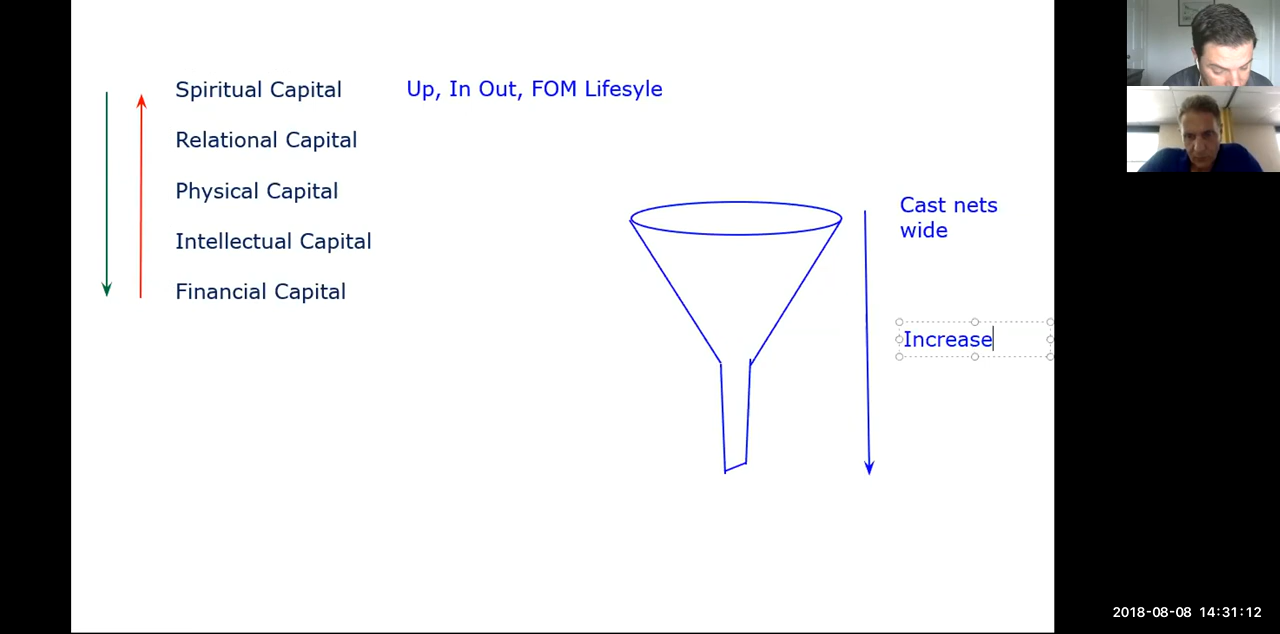 Spiritual Capital
Up, In Out, FOM Lifesyle
Relational Capital
Physical Capital
Intellectual Capital
Financial Capital
Cast nets
wide
Increase
2018-08-08 14:31:12